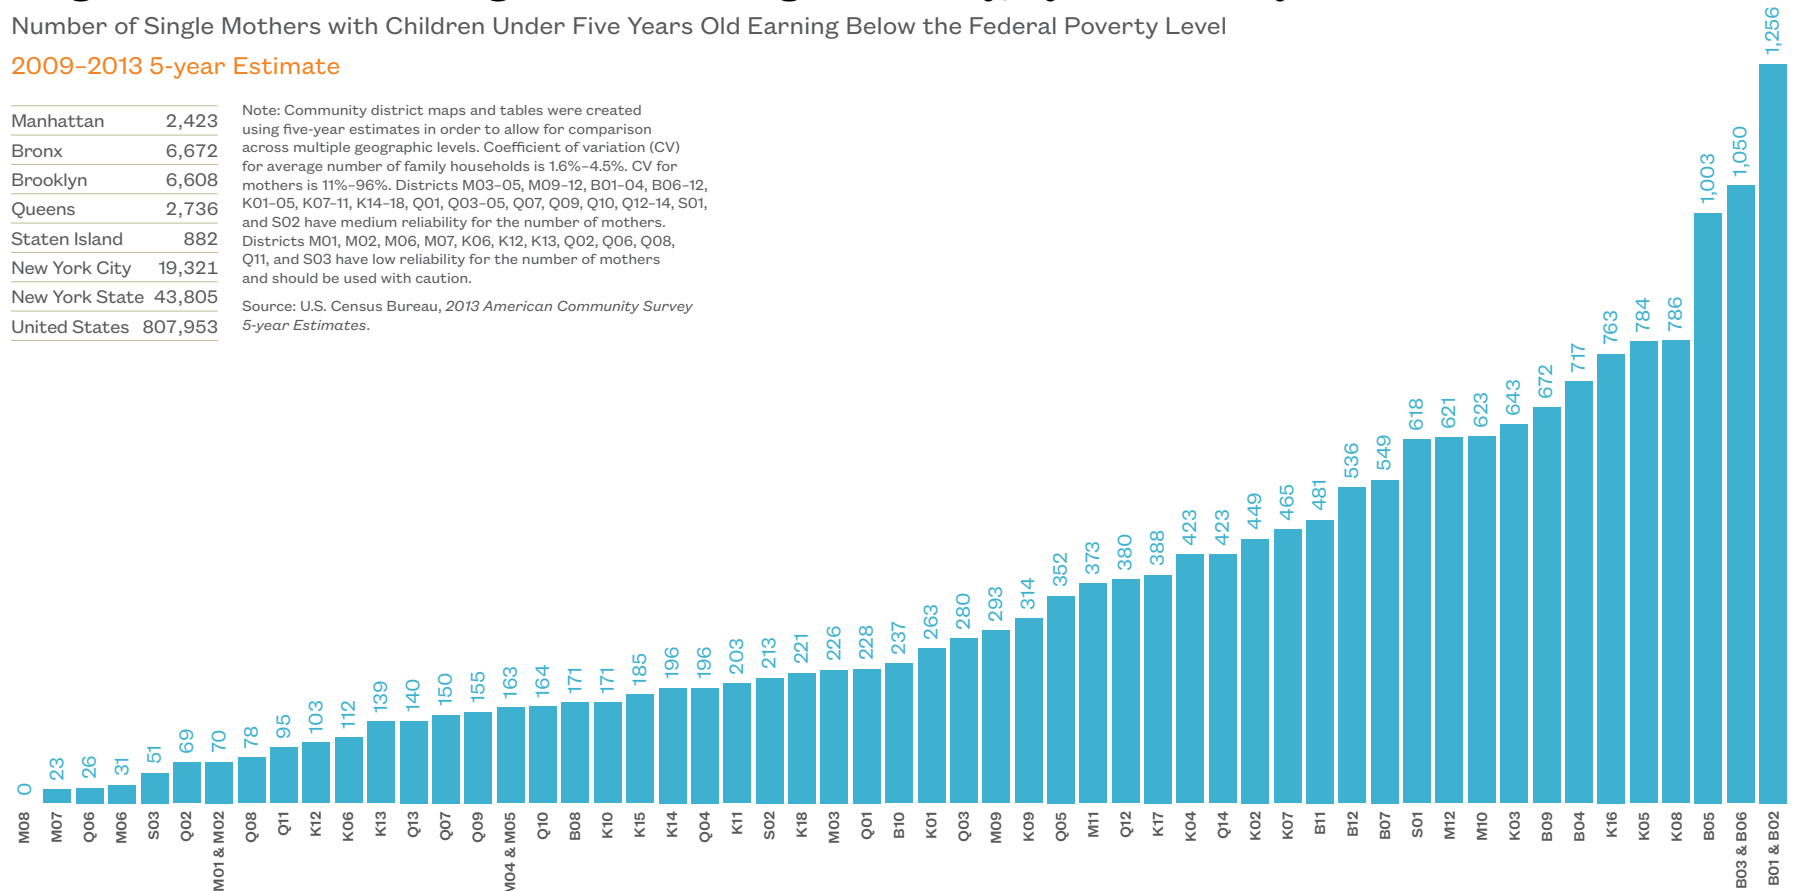 Number of Single Mothers with Children Under Five Years Old Earning Below the Federal Poverty Level
2009–2013 5-year Estimate
Manhattan 2,423
Bronx 6,672
Brooklyn 6,608
Queens 2,736
Staten Island 882
New York City 19,321
New York State 43,805
United States 807,953
Note: Community district maps and tables were created
using five-year estimates in order to allow for comparison
across multiple geographic levels. Coefficient of variation (CV)
for average number of family households is 1.6%–4.5%. CV for
mothers is 11%–96%. Districts M03–05, M09–12, B01–04, B06–12,
K01–05, K07–11, K14–18, Q01, Q03–05, Q07, Q09, Q10, Q12–14, S01,
and S02 have medium reliability for the number of mothers.
Districts M01, M02, M06, M07, K06, K12, K13, Q02, Q06, Q08,
Q11, and S03 have low reliability for the number of mothers
and should be used with caution.
Source: U.S. Census Bureau, 2013 American Community Survey
5-year Estimates.
0
23
26
31
51
69
70
78
95
103
112
139
140
150
155
163
164
171
171
185
196
196
203
213
221
226
228
237
263
280
293
314
352
373
380
388
423
423
449
465
481
536
549
618
621
623
643
672
717
763
784
786
1,003
1,050
1,256
M08
M07
Q06
M06
S03
Q02
M01 & M02
Q08
Q11
K12
K06
K13
Q13
Q07
Q09
M04 & M05
Q10
B08
K10
K15
K14
Q04
K11
S02
K18
M03
Q01
B10
K01
Q03
M09
K09
Q05
M11
Q12
K17
K04
Q14
K02
K07
B11
B12
B07
S01
M12
M10
K03
B09
B04
K16
K05
K08
B05
B03 & B06
B01 & B02